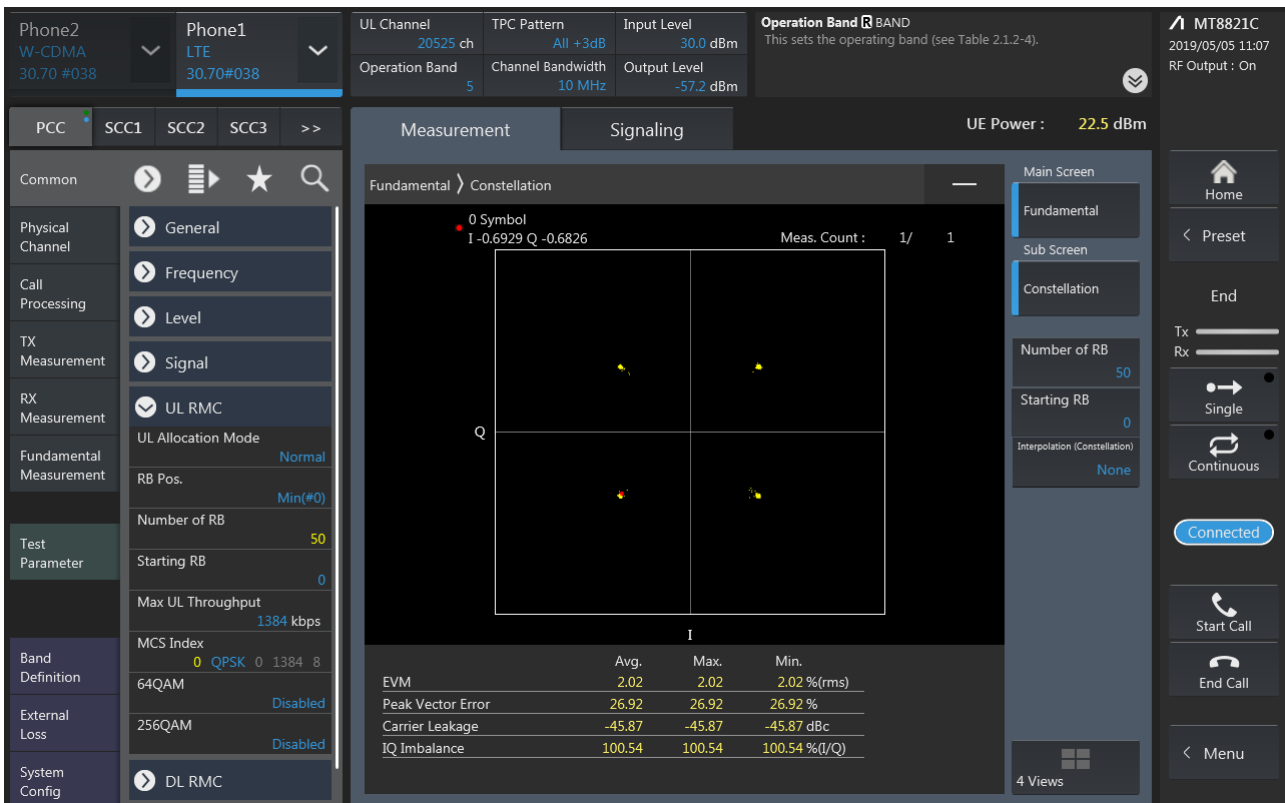 Phone2
W-CDMA
30.70 #038
Phone1
LTE
30.70#038
UL Channel
20525 ch
TPC Pattern
All +3dB
Input Level
30.0 dBm
Operation Band
5
Channel Bandwidth
10 MHz
Output Level
-57.2 dBm
Operation Band R BAND
This sets the operating band (see Table 2.1.2-4).
MT8821C
2019/05/05 11:07
RF Output : On
PCC SCC1 SCC2 SCC3 >>
Measurement
Signaling
UE Power : 22.5 dBm
Common
Physical
Channel
Call
Processing
TX
Measurement
RX
Measurement
Fundamental
Measurement
Test
Parameter
Band
Definition
External
Loss
System
Config
General
Frequency
Level
Signal
UL RMC
UL Allocation Mode
Normal
RB Pos.
Min(#0)
Number of RB
50
Starting RB
0
Max UL Throughput
1384 kbps
MCS Index
0 QPSK 0 1384 8
64QAM
Disabled
256QAM
Disabled
DL RMC
Fundamental 〉 Constellation
0 Symbol
I -0.6929 Q -0.6826
Meas. Count : 1/ 1
Q
I
Avg. Max. Min.
EVM 2.02 2.02 2.02 %(rms)
Peak Vector Error 26.92 26.92 26.92 %
Carrier Leakage -45.87 -45.87 -45.87 dBc
IQ Imbalance 100.54 100.54 100.54 %(I/Q)
Main Screen
Fundamental
Sub Screen
Constellation
Number of RB
50
Starting RB
0
Interpolation (Constellation)
None
4 Views
Home
< Preset
End
Tx
Rx
Single
Continuous
Connected
Start Call
End Call
< Menu